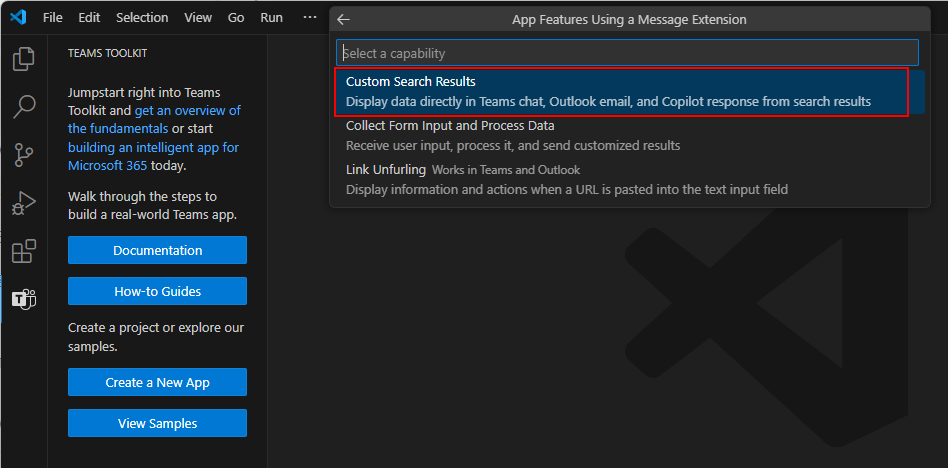 File Edit Selection View Go Run ···
App Features Using a Message Extension
TEAMS TOOLKIT
Select a capability
Custom Search Results
Display data directly in Teams chat, Outlook email, and Copilot response from search results
Collect Form Input and Process Data
Receive user input, process it, and send customized results
Link Unfurling Works in Teams and Outlook
Display information and actions when a URL is pasted into the text input field
Jumpstart right into Teams
Toolkit and get an overview of
the fundamentals or start
building an intelligent app for
Microsoft 365 today.
Walk through the steps to
build a real-world Teams app.
Documentation
How-to Guides
Create a project or explore our
samples.
Create a New App
View Samples